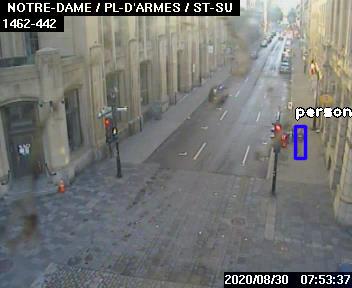 NOTRE-DAME / PL-D'ARMES / ST-SU
1462-442
person
2020/08/30 07:53:37